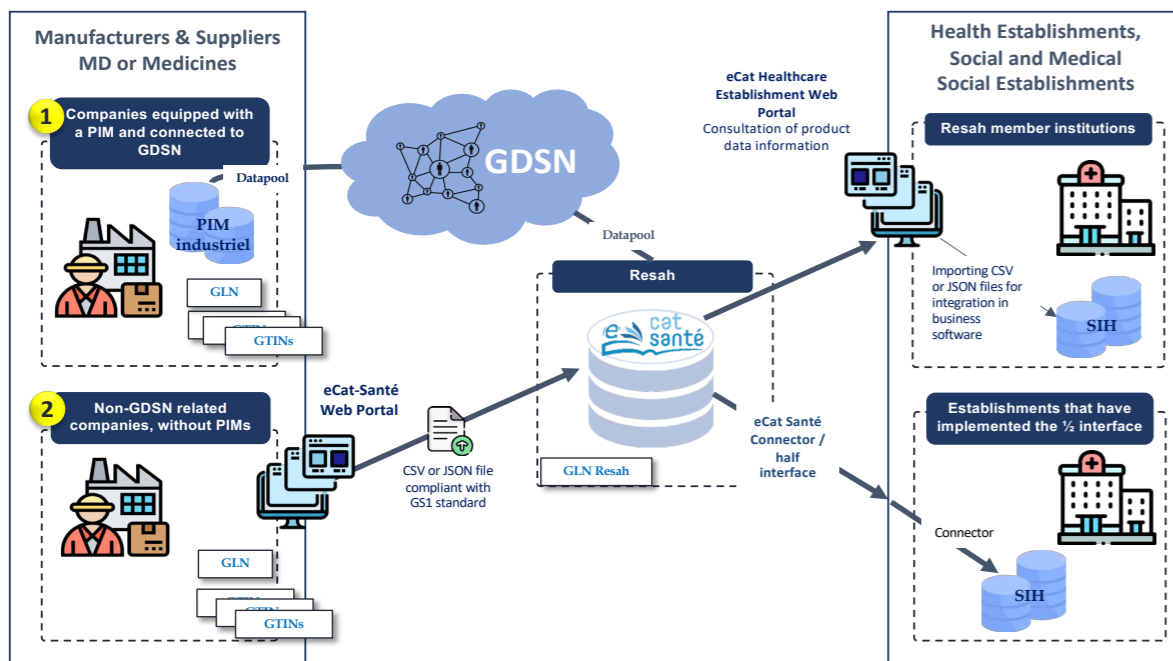 Manufacturers & Suppliers
MD or Medicines
1
Companies equipped with
a PIM and connected to
GDSN
Datapool
PIM
industriel
GLN
GTINs
GTINs
2
Non-GDSN related
companies, without PIMs
GLN
GTINs
GTINs
GTINs
eCat-Santé
Web Portal
CSV or JSON file
compliant with
GS1 standard
GDSN
Datapool
Resah
e cat
santé
GLN Resah
eCat Healthcare
Establishment Web
Portal
Consultation of product
data information
eCat Santé
Connector /
half
interface
Health Establishments,
Social and Medical
Social Establishments
Resah member institutions
Importing CSV
or JSON files for
integration in
business
software
SIH
Establishments that have
implemented the ½ interface
Connector
SIH